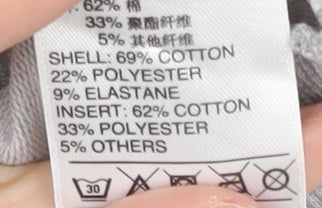 : 62% 棉
33% 聚酯纤维
5% 其他纤维
SHELL: 69% COTTON
22% POLYESTER
9% ELASTANE
INSERT: 62% COTTON
33% POLYESTER
5% OTHERS
30